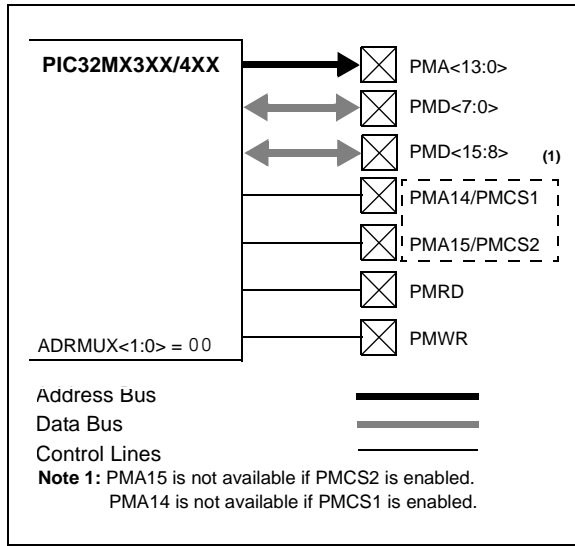 PIC32MX3XX/4XX
PMA<13:0>
PMD<7:0>
PMD<15:8> (1)
PMA14/PMCS1
PMA15/PMCS2
PMRD
PMWR
ADRMUX<1:0> = 00
Address Bus
Data Bus
Control Lines
Note 1: PMA15 is not available if PMCS2 is enabled.
PMA14 is not available if PMCS1 is enabled.